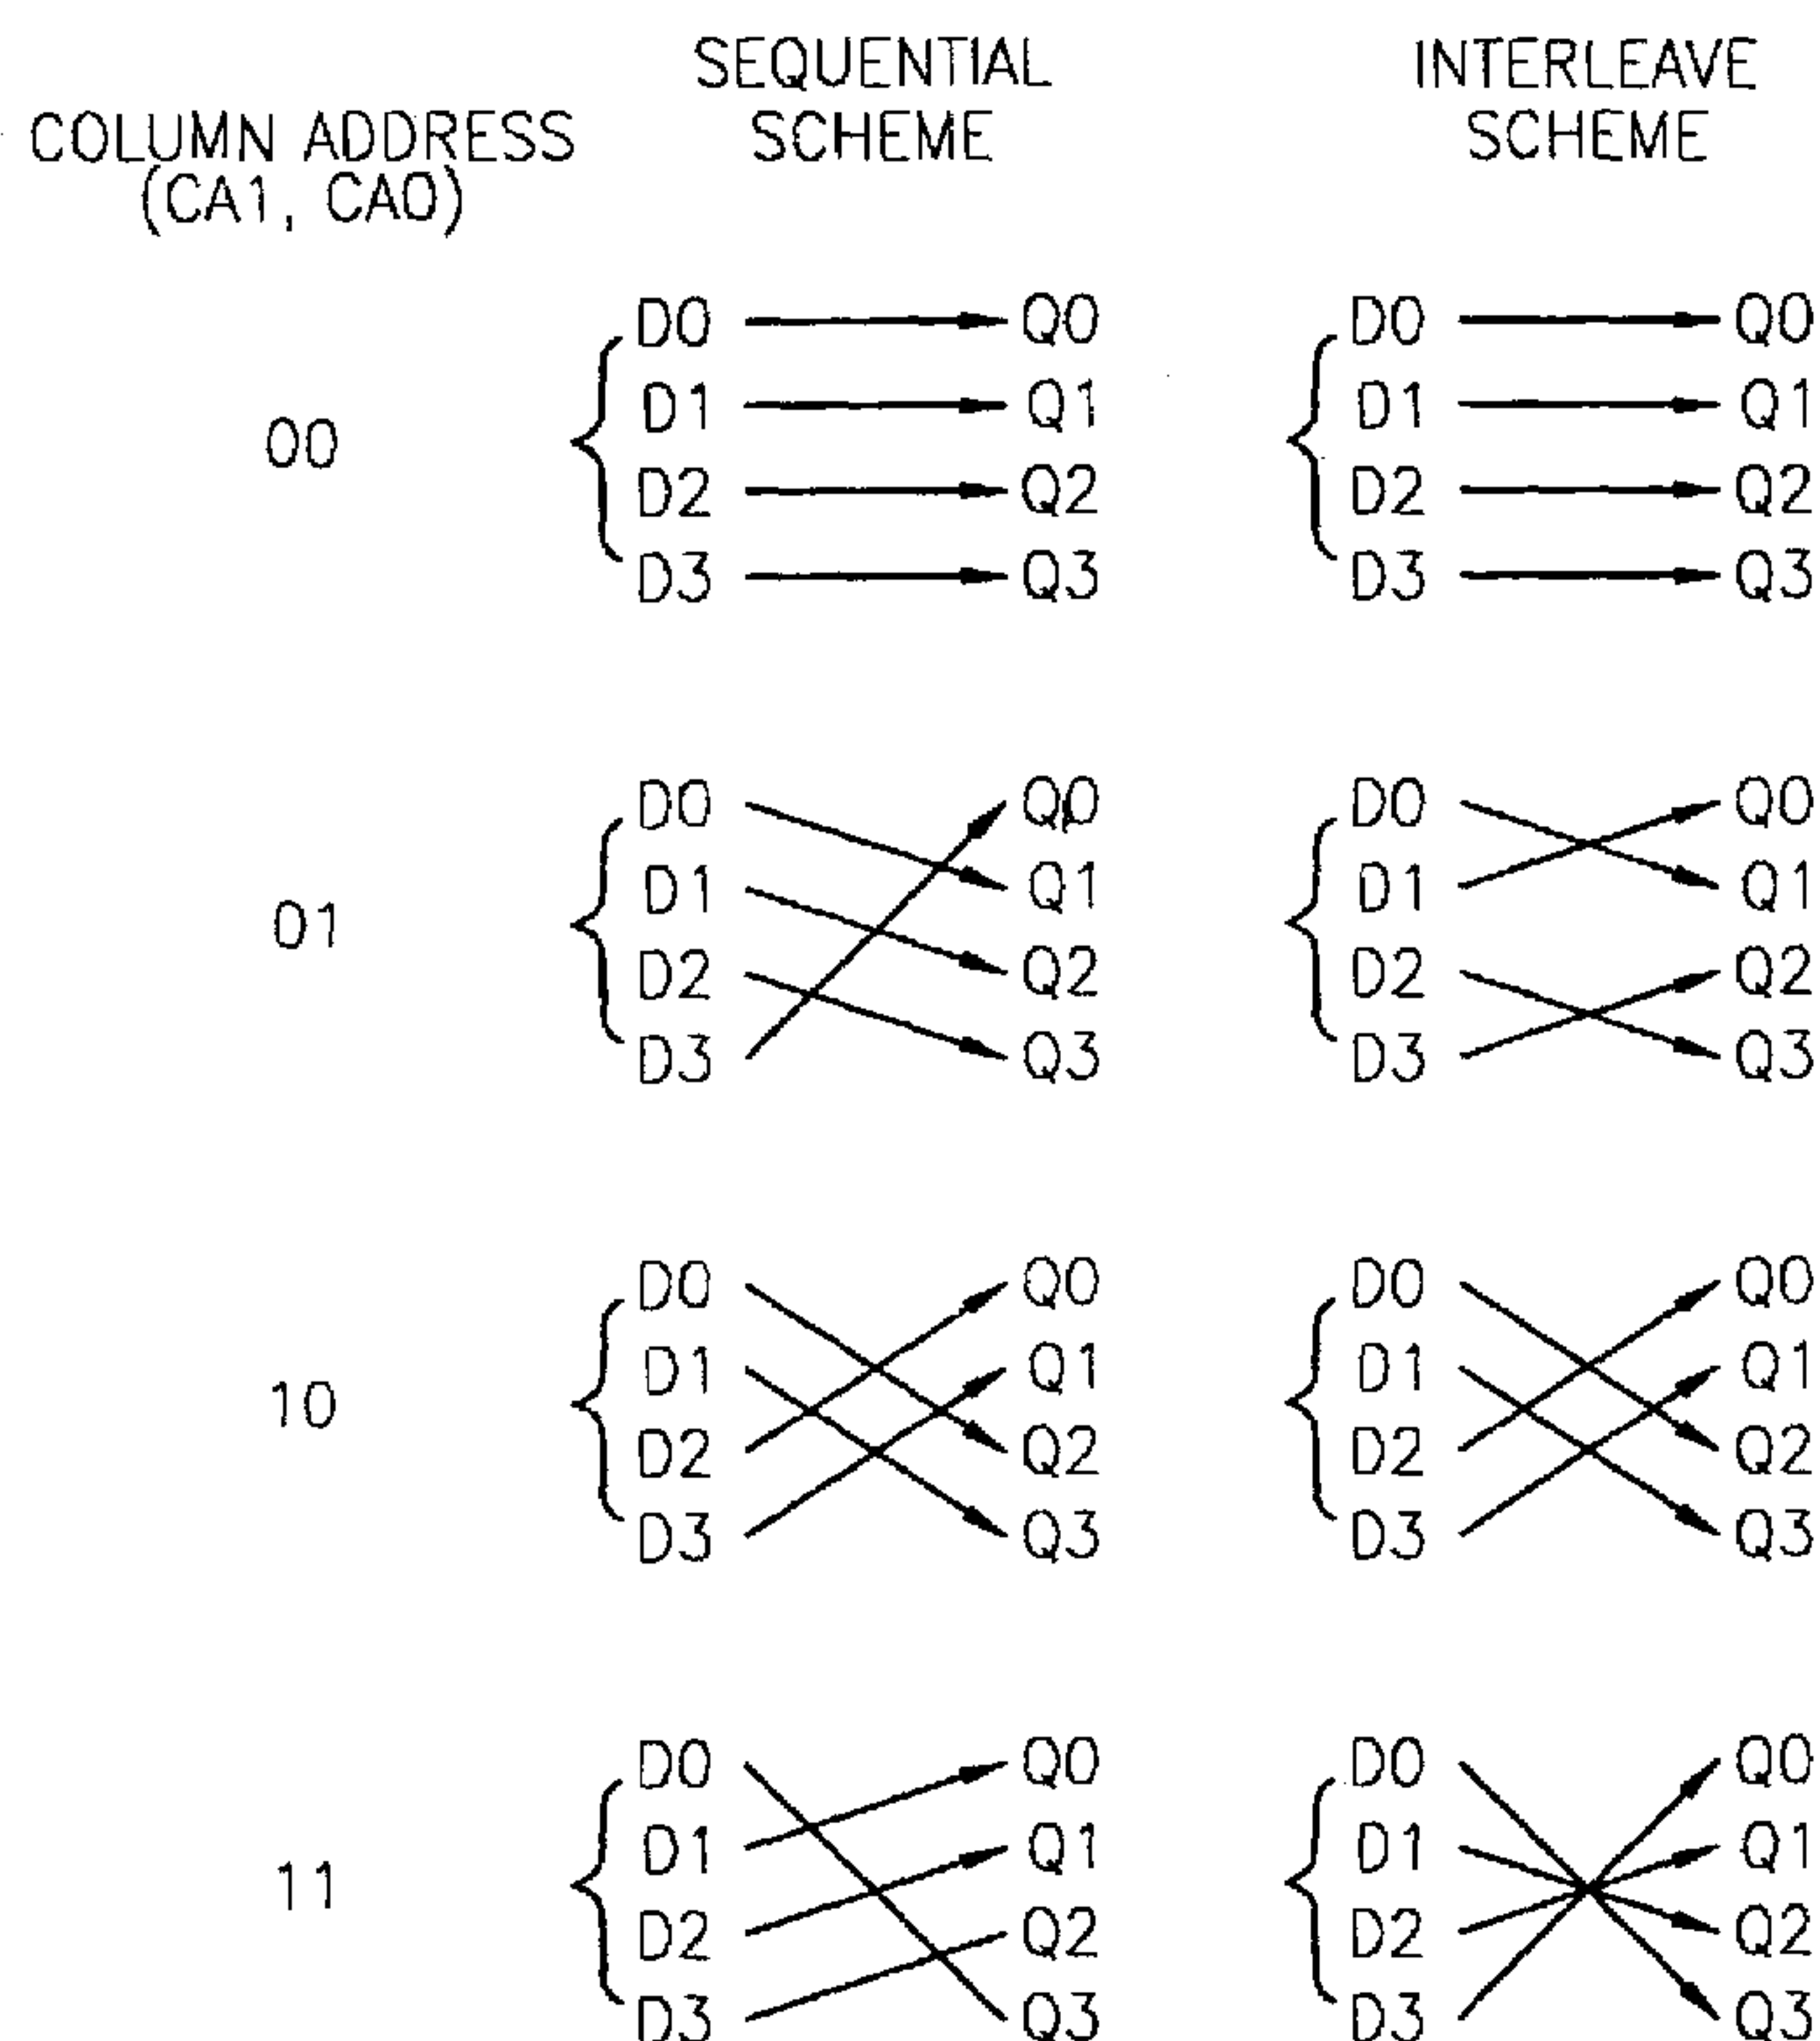 SEQUENTIAL INTERLEAVE
COLUMN ADDRESS SCHEME SCHEME
(CA1, CA0)
D0 Q0 D0 Q0
D1 Q1 D1 Q1
00
D2 Q2 D2 Q2
D3 Q3 D3 Q3
D0 Q0 D0 Q0
D1 Q1 D1 Q1
01
D2 Q2 D2 Q2
D3 Q3 D3 Q3
D0 Q0 D0 Q0
D1 Q1 D1 Q1
10
D2 Q2 D2 Q2
D3 Q3 D3 Q3
D0 Q0 D0 Q0
D1 Q1 D1 Q1
11
D2 Q2 D2 Q2
D3 Q3 D3 Q3